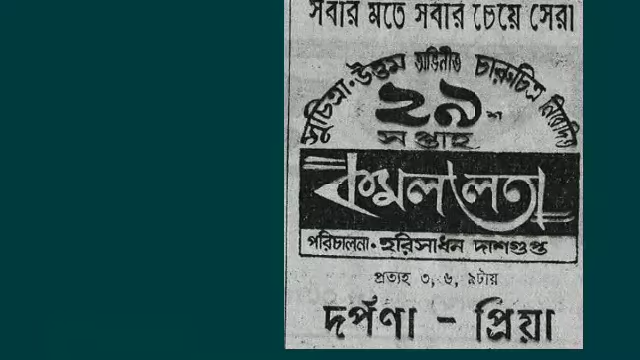 সবার মতে সবার চেয়ে সেরা
সুচিত্রা·উত্তম অভিনীত চারুচিত্র নিবেদিত
২৯শ
সপ্তাহ
কমললতা
পরিচালনা·হরিসাধন দাশগুপ্ত
প্রত্যহ ৩, ৬, ৯টায়
দর্পণা - প্রিয়া